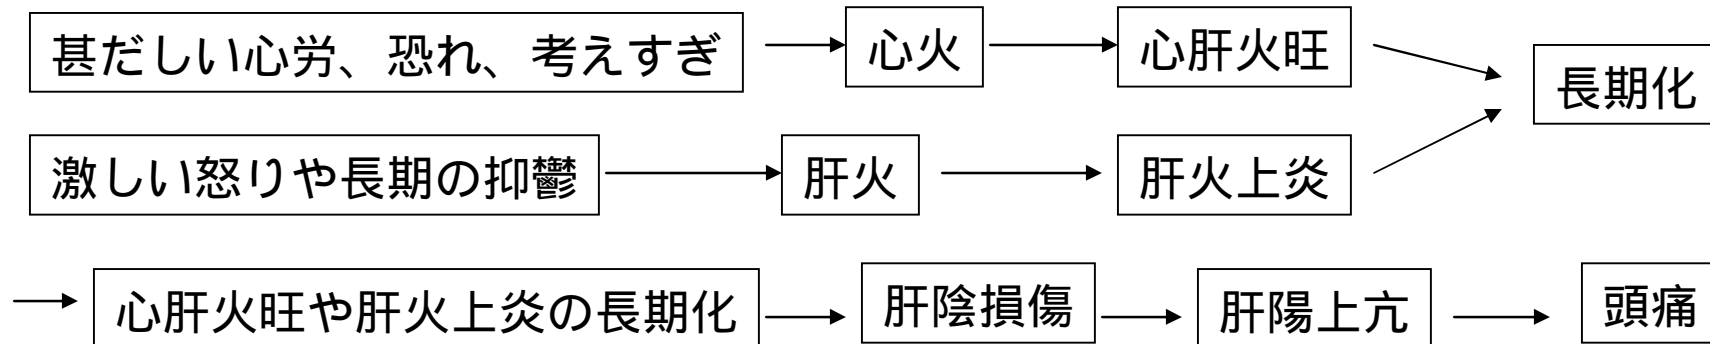 甚だしい心労、恐れ、考えすぎ 心火 心肝火旺 長期化
激しい怒りや長期の抑鬱 肝火 肝火上炎
心肝火旺や肝火上炎の長期化 肝陰損傷 肝陽上亢 頭痛